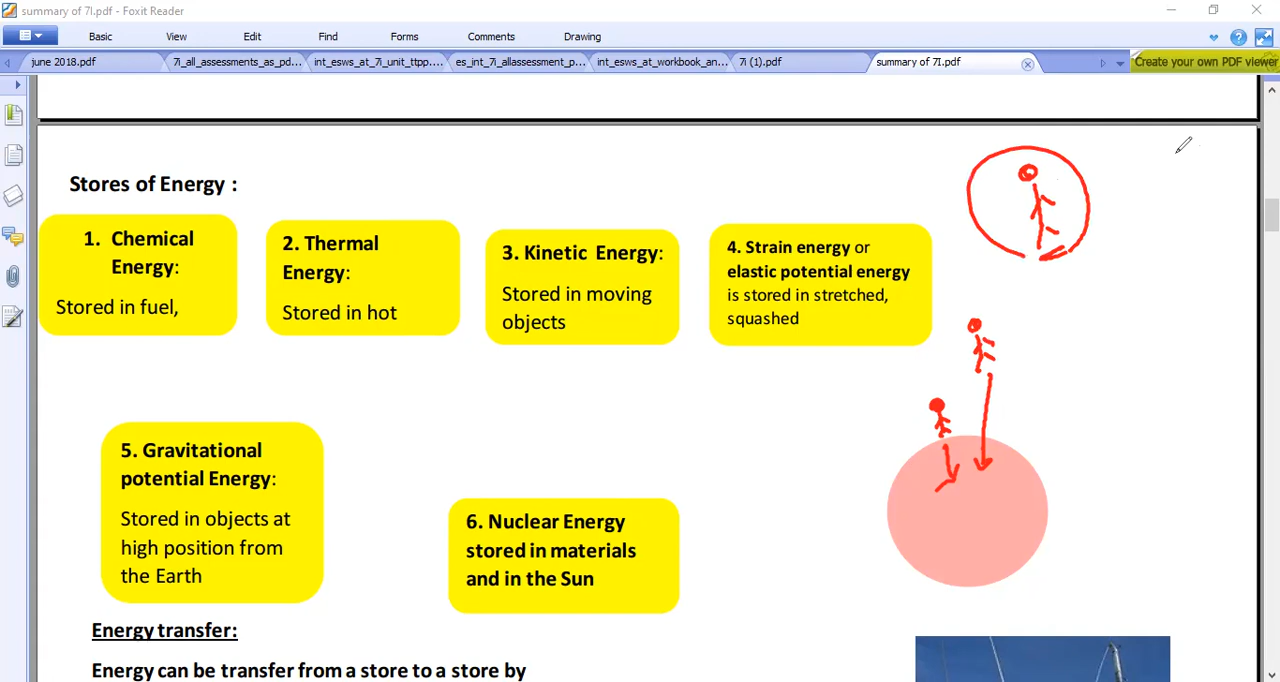 summary of 7I.pdf - Foxit Reader
Basic View Edit Find Forms Comments Drawing
june 2018.pdf 7i_all_assessments_as_pd... int_esws_at_7i_unit_ttpp.... es_int_7i_allassessment_p... int_esws_at_workbook_an... 7i (1).pdf summary of 7I.pdf Create your own PDF viewer
Stores of Energy :
1. Chemical
Energy:
Stored in fuel,
2. Thermal
Energy:
Stored in hot
3. Kinetic Energy:
Stored in moving
objects
4. Strain energy or
elastic potential energy
is stored in stretched,
squashed
5. Gravitational
potential Energy:
Stored in objects at
high position from
the Earth
6. Nuclear Energy
stored in materials
and in the Sun
Energy transfer:
Energy can be transfer from a store to a store by